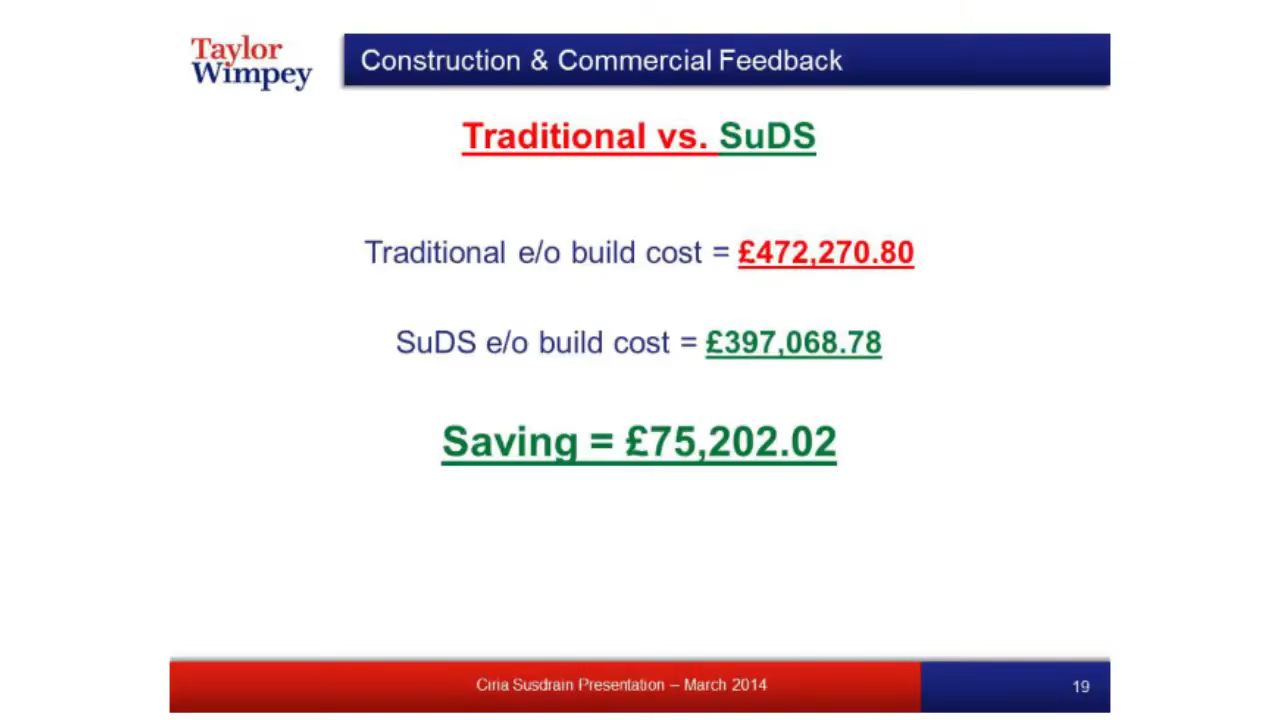 Taylor
Wimpey
Construction & Commercial Feedback
Traditional vs. SuDS
Traditional e/o build cost = £472,270.80
SuDS e/o build cost = £397,068.78
Saving = £75,202.02
Ciria Susdrain Presentation – March 2014
19